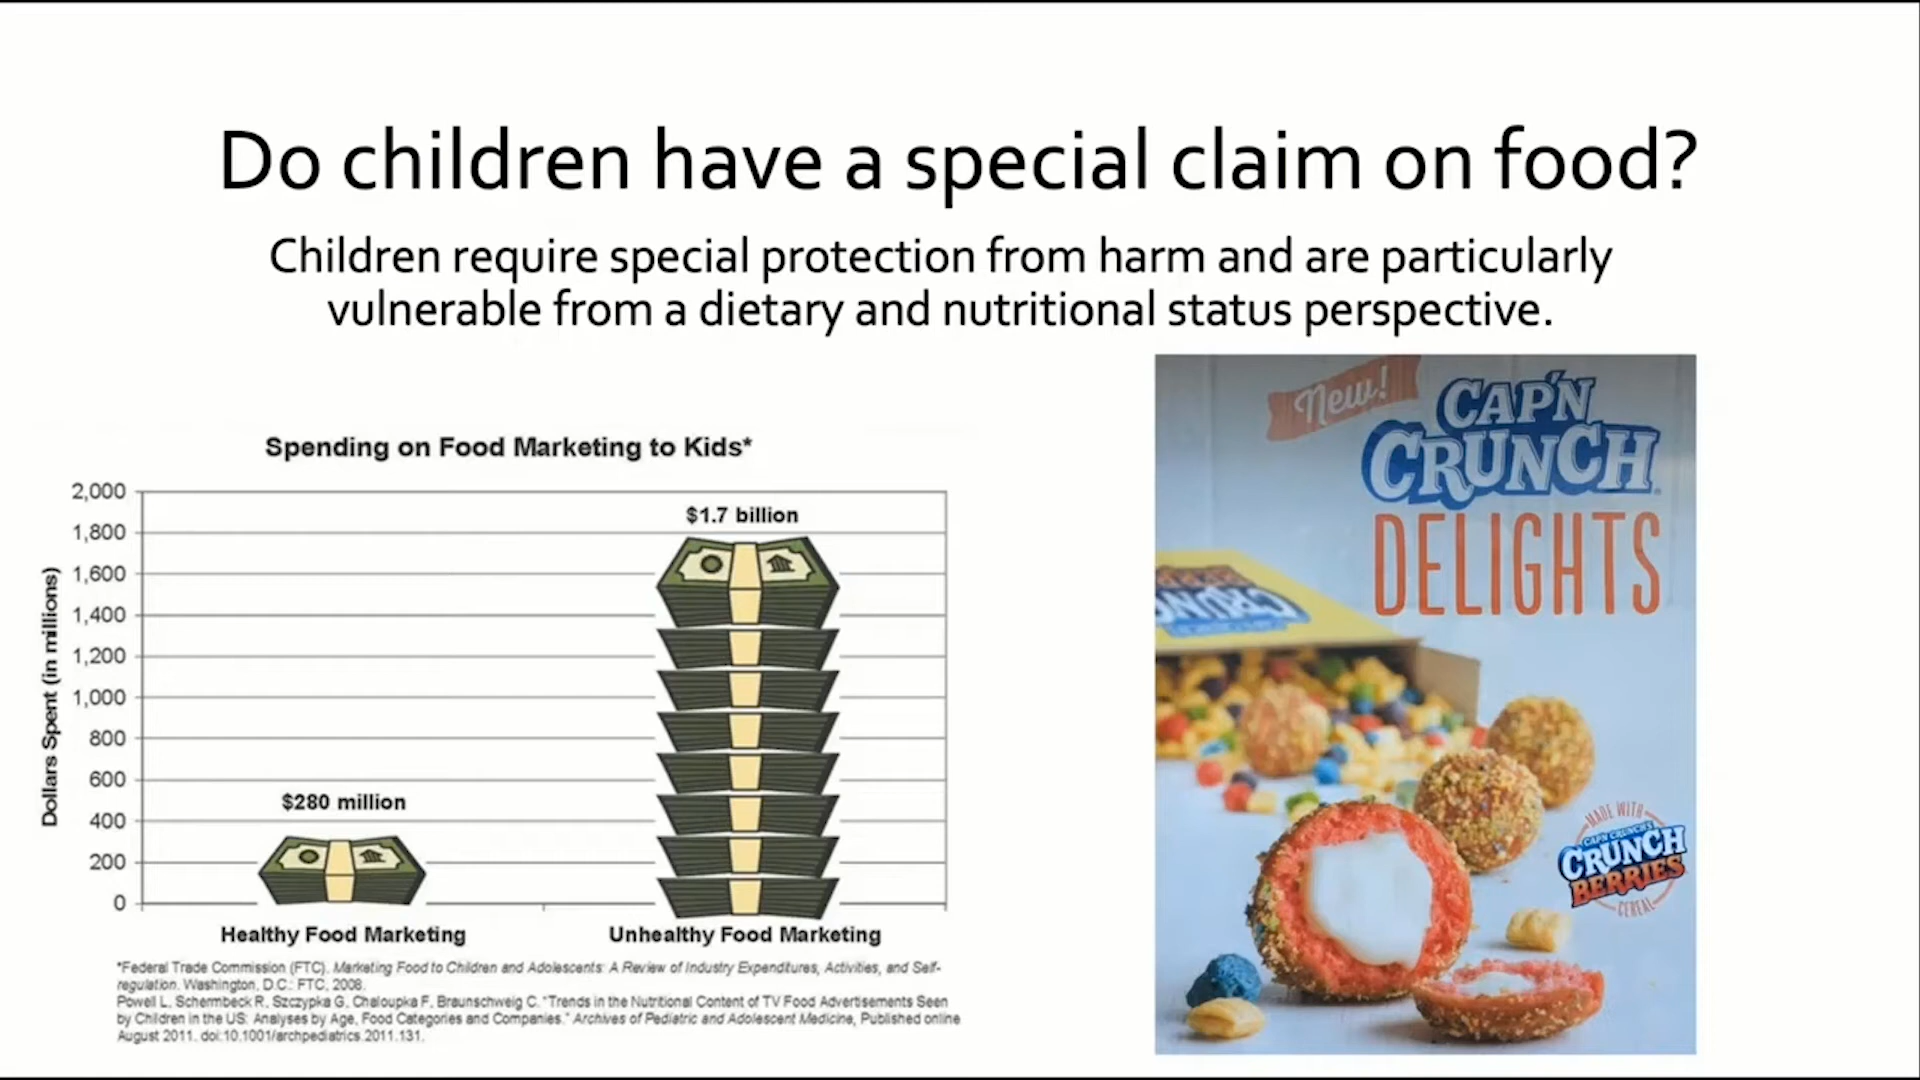 Do children have a special claim on food?
Children require special protection from harm and are particularly
vulnerable from a dietary and nutritional status perspective.
Spending on Food Marketing to Kids*
Dollars Spent (in millions)
2,000
1,800
1,600
1,400
1,200
1,000
800
600
400
200
0
$280 million
$1.7 billion
Healthy Food Marketing
Unhealthy Food Marketing
*Federal Trade Commission (FTC). Marketing Food to Children and Adolescents: A Review of Industry Expenditures, Activities, and Self-
regulation. Washington, D.C.: FTC, 2008.
Powell L, Schermbeck R, Szczypka G, Chaloupka F, Braunschweig C. "Trends in the Nutritional Content of TV Food Advertisements Seen
by Children in the US: Analyses by Age, Food Categories and Companies." Archives of Pediatric and Adolescent Medicine, Published online
August 2011. doi:10.1001/archpediatrics.2011.131.
New!
CAP'N
CRUNCH
DELIGHTS
MADE WITH
CAP'N CRUNCH'S
CRUNCH
BERRIES
CEREAL